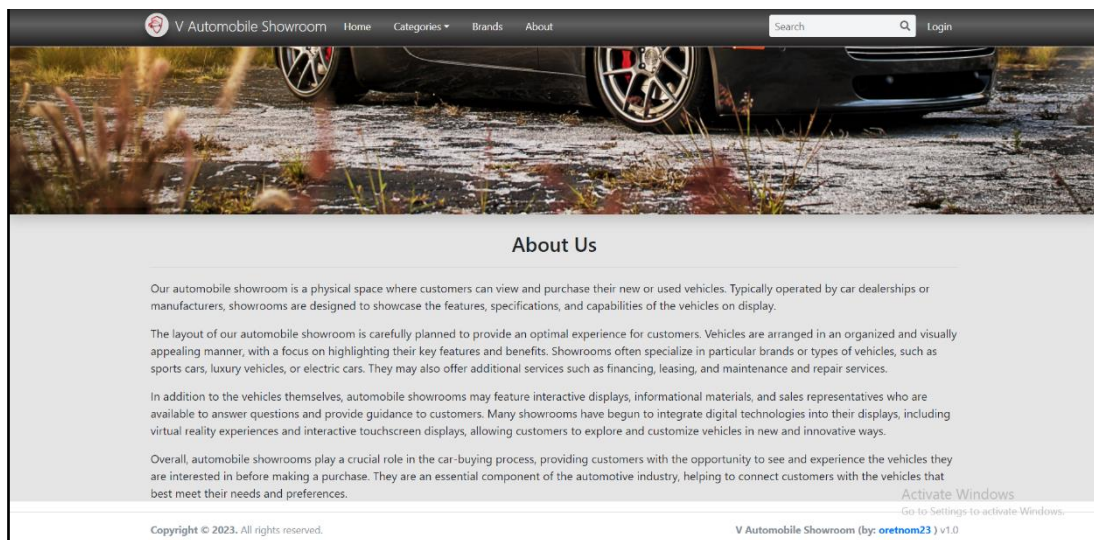 V Automobile Showroom Home Categories Brands About Search Login
About Us
Our automobile showroom is a physical space where customers can view and purchase their new or used vehicles. Typically operated by car dealerships or
manufacturers, showrooms are designed to showcase the features, specifications, and capabilities of the vehicles on display.
The layout of our automobile showroom is carefully planned to provide an optimal experience for customers. Vehicles are arranged in an organized and visually
appealing manner, with a focus on highlighting their key features and benefits. Showrooms often specialize in particular brands or types of vehicles, such as
sports cars, luxury vehicles, or electric cars. They may also offer additional services such as financing, leasing, and maintenance and repair services.
In addition to the vehicles themselves, automobile showrooms may feature interactive displays, informational materials, and sales representatives who are
available to answer questions and provide guidance to customers. Many showrooms have begun to integrate digital technologies into their displays, including
virtual reality experiences and interactive touchscreen displays, allowing customers to explore and customize vehicles in new and innovative ways.
Overall, automobile showrooms play a crucial role in the car-buying process, providing customers with the opportunity to see and experience the vehicles they
are interested in before making a purchase. They are an essential component of the automotive industry, helping to connect customers with the vehicles that
best meet their needs and preferences.
Activate Windows
Go to Settings to activate Windows.
Copyright © 2023. All rights reserved. V Automobile Showroom (by: oretnom23 ) v1.0